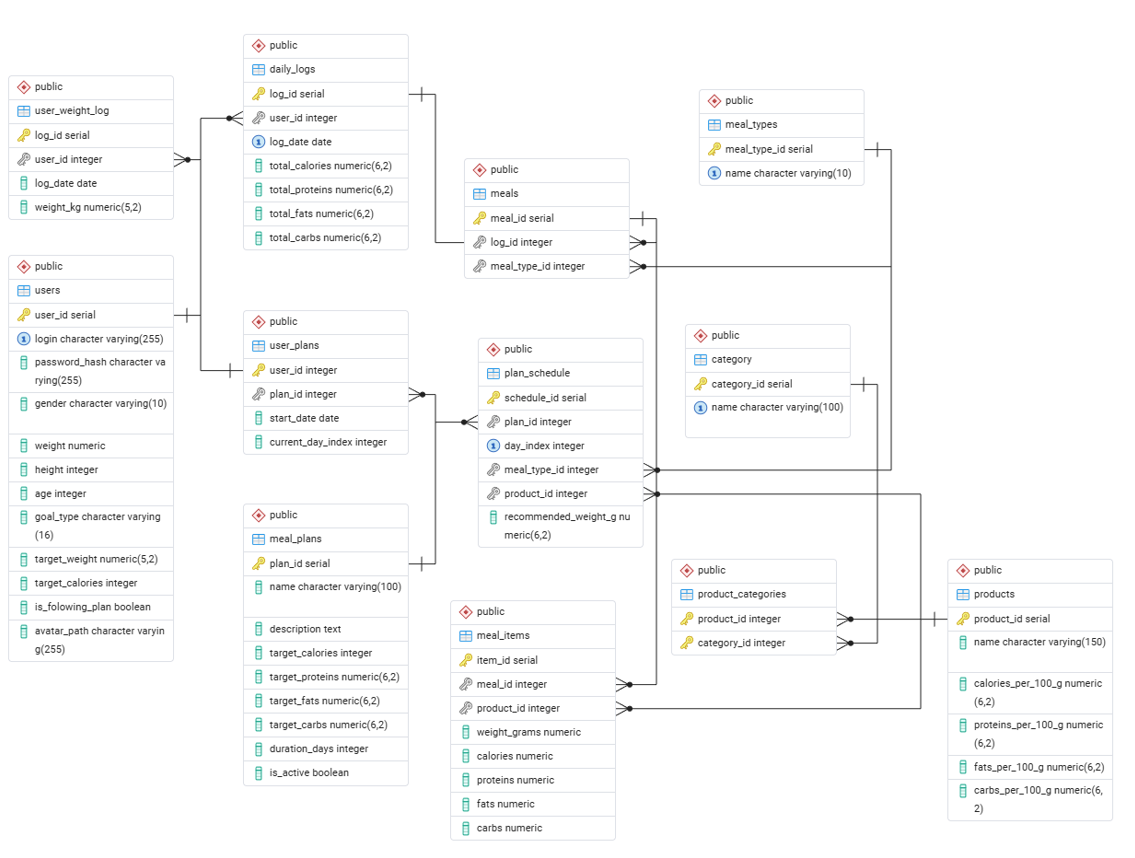 public
user_weight_log
log_id serial
user_id integer
log_date date
weight_kg numeric(5,2)
public
users
user_id serial
login character varying(255)
password_hash character va
rying(255)
gender character varying(10)
weight numeric
height integer
age integer
goal_type character varying
(16)
target_weight numeric(5,2)
target_calories integer
is_folowing_plan boolean
avatar_path character varyin
g(255)
public
daily_logs
log_id serial
user_id integer
log_date date
total_calories numeric(6,2)
total_proteins numeric(6,2)
total_fats numeric(6,2)
total_carbs numeric(6,2)
public
user_plans
user_id integer
plan_id integer
start_date date
current_day_index integer
public
meal_plans
plan_id serial
name character varying(100)
description text
target_calories integer
target_proteins numeric(6,2)
target_fats numeric(6,2)
target_carbs numeric(6,2)
duration_days integer
is_active boolean
public
meals
meal_id serial
log_id integer
meal_type_id integer
public
plan_schedule
schedule_id serial
plan_id integer
day_index integer
meal_type_id integer
product_id integer
recommended_weight_g nu
meric(6,2)
public
meal_items
item_id serial
meal_id integer
product_id integer
weight_grams numeric
calories numeric
proteins numeric
fats numeric
carbs numeric
public
meal_types
meal_type_id serial
name character varying(10)
public
category
category_id serial
name character varying(100)
public
product_categories
product_id integer
category_id integer
public
products
product_id serial
name character varying(150)
calories_per_100_g numeric
(6,2)
proteins_per_100_g numeric
(6,2)
fats_per_100_g numeric(6,2)
carbs_per_100_g numeric(6,
2)